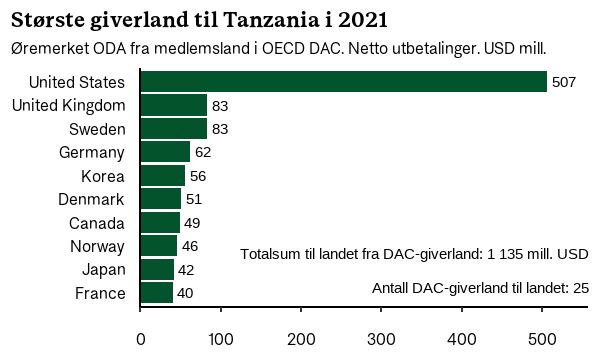 Største giverland til Tanzania i 2021
Øremerket ODA fra medlemsland i OECD DAC. Netto utbetalinger. USD mill.
United States 507
United Kingdom 83
Sweden 83
Germany 62
Korea 56
Denmark 51
Canada 49
Norway 46
Totalsum til landet fra DAC-giverland: 1 135 mill. USD
Japan 42
Antall DAC-giverland til landet: 25
France 40
0 100 200 300 400 500